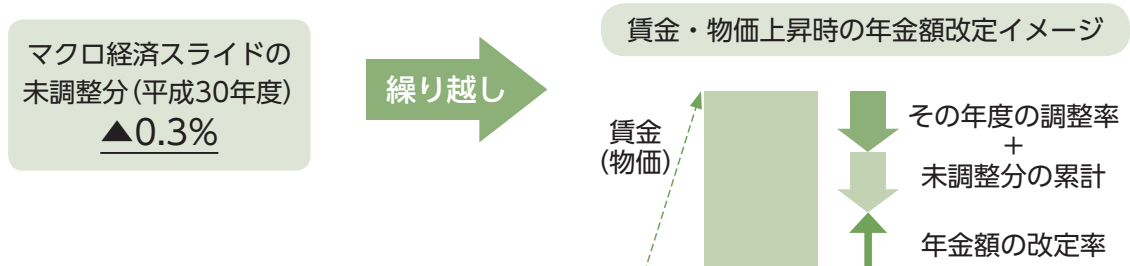 マクロ経済スライドの
未調整分(平成30年度)
▲0.3%
繰り越し
賃金・物価上昇時の年金額改定イメージ
賃金
(物価)
その年度の調整率
+
未調整分の累計
年金額の改定率